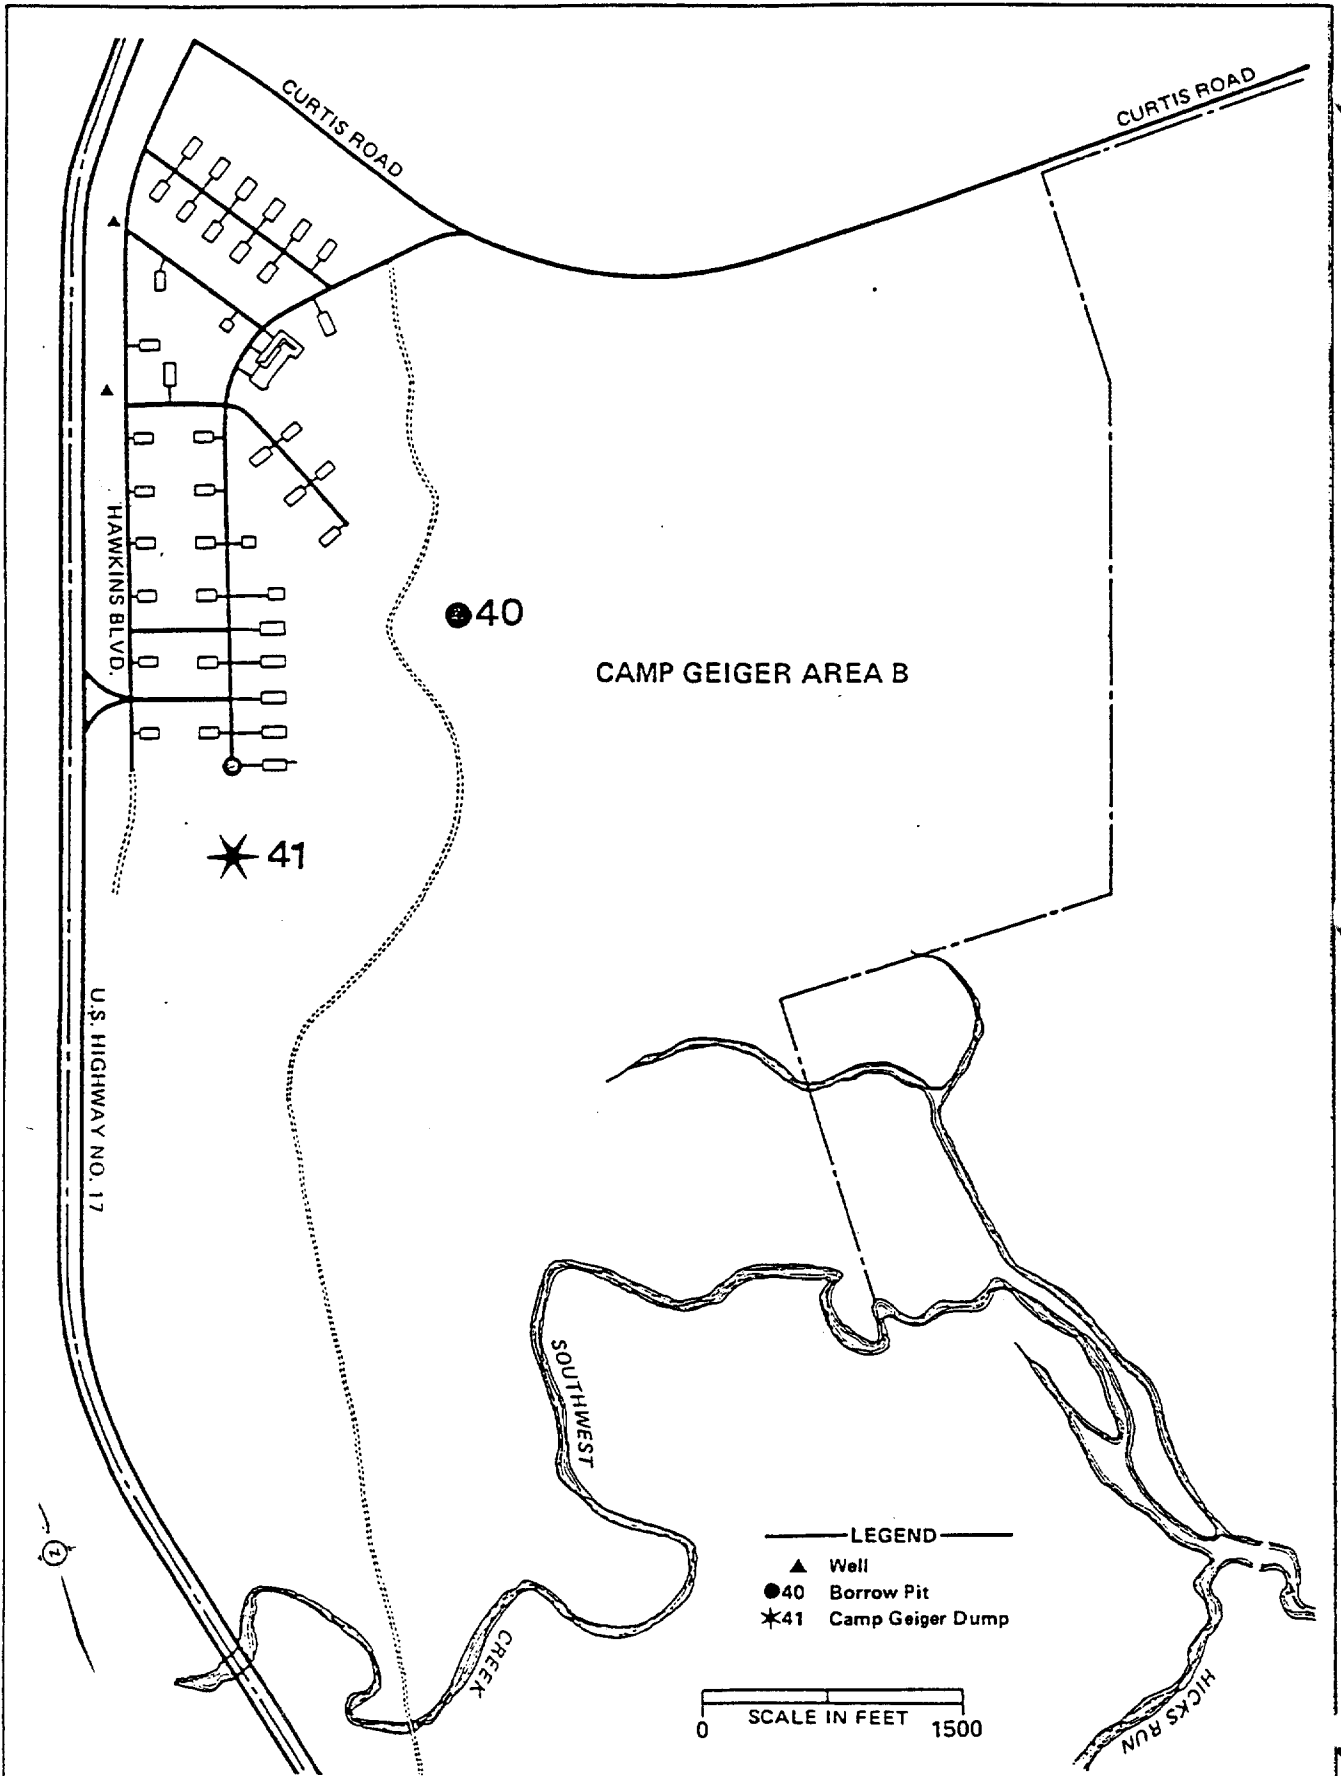 CURTIS ROAD
CURTIS ROAD
HAWKINS BLVD.
40
CAMP GEIGER AREA B
41
U.S. HIGHWAY NO. 17
SOUTHWEST
CREEK
HICKS RUN
LEGEND
Well
40 Borrow Pit
41 Camp Geiger Dump
SCALE IN FEET
0 1500
Z